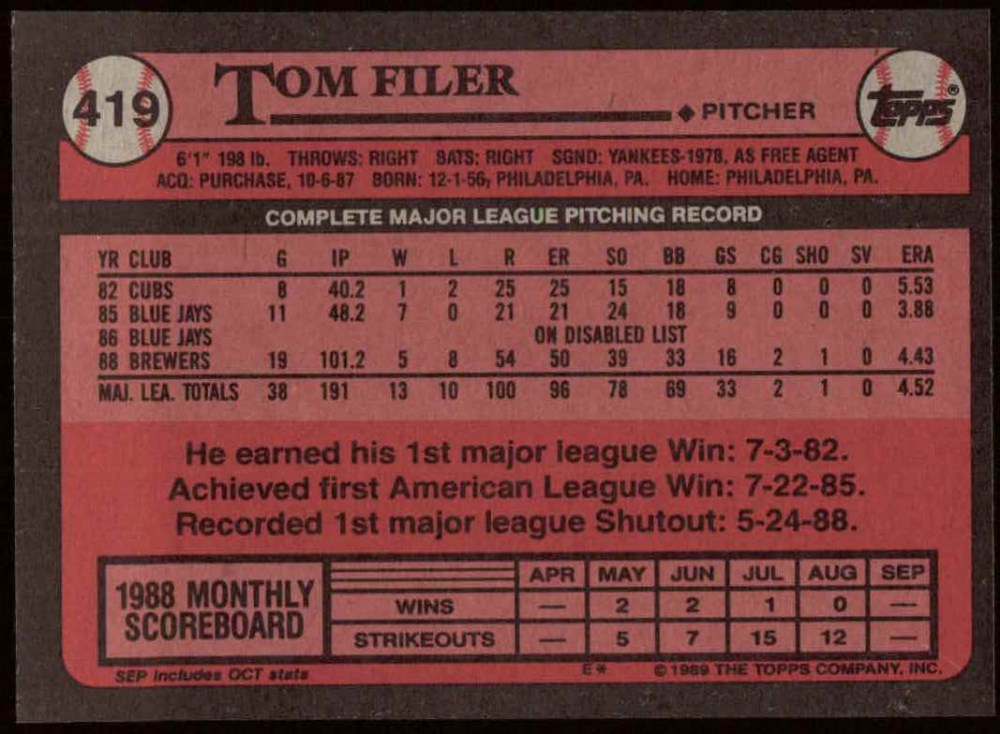 419 TOM FILER
PITCHER
Topps®
6'1" 198 lb. THROWS: RIGHT BATS: RIGHT SGND: YANKEES-1978, AS FREE AGENT
ACQ: PURCHASE, 10-6-87 BORN: 12-1-56, PHILADELPHIA, PA. HOME: PHILADELPHIA, PA.
COMPLETE MAJOR LEAGUE PITCHING RECORD
YR CLUB G IP W L R ER SO BB GS CG SHO SV ERA
82 CUBS 8 40.2 1 2 25 25 15 18 8 0 0 0 5.53
85 BLUE JAYS 11 48.2 7 0 21 21 24 18 9 0 0 0 3.88
86 BLUE JAYS ON DISABLED LIST
88 BREWERS 19 101.2 5 8 54 50 39 33 16 2 1 0 4.43
MAJ. LEA. TOTALS 38 191 13 10 100 96 78 69 33 2 1 0 4.52
He earned his 1st major league Win: 7-3-82.
Achieved first American League Win: 7-22-85.
Recorded 1st major league Shutout: 5-24-88.
1988 MONTHLY
SCOREBOARD
APR MAY JUN JUL AUG SEP
WINS — 2 2 1 0 —
STRIKEOUTS — 5 7 15 12 —
SEP includes OCT stats
E* © 1989 THE TOPPS COMPANY, INC.